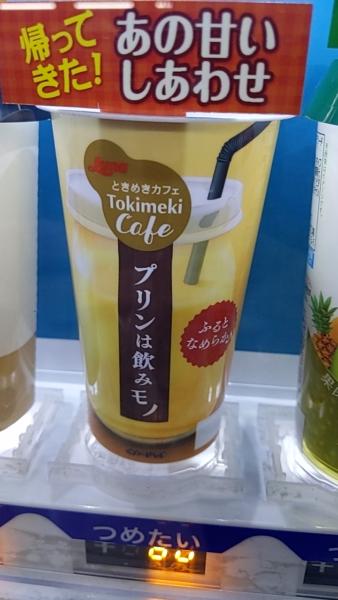 帰って
きた!
あの甘い
しあわせ
Luna
ときめきカフェ
Tokimeki
Cafe
プリンは飲みモノ
ふると
なめらか!
つめたい